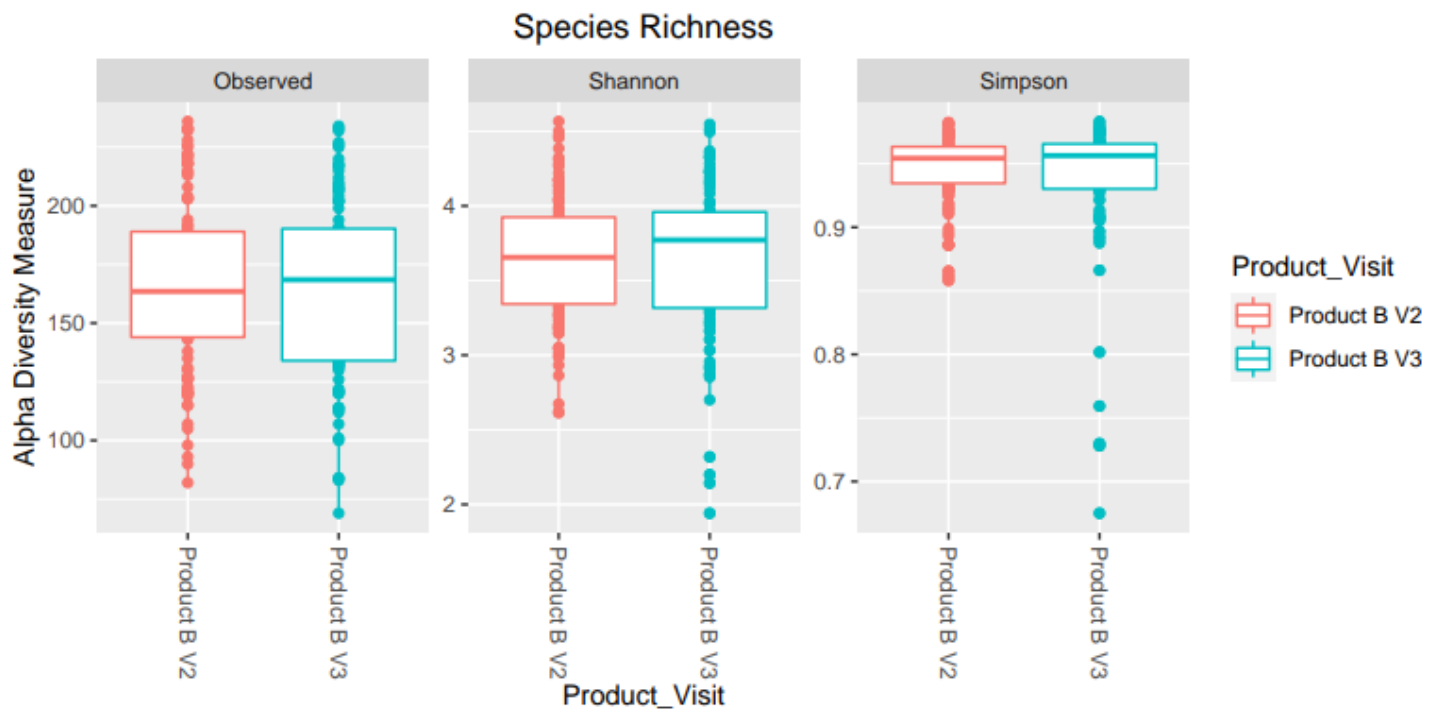 Species Richness
Observed
Shannon
Simpson
Alpha Diversity Measure
200
150
100
4
3
2
0.9
0.8
0.7
Product B V2
Product B V3
Product B V2
Product B V3
Product B V2
Product B V3
Product_Visit
Product_Visit
Product B V2
Product B V3